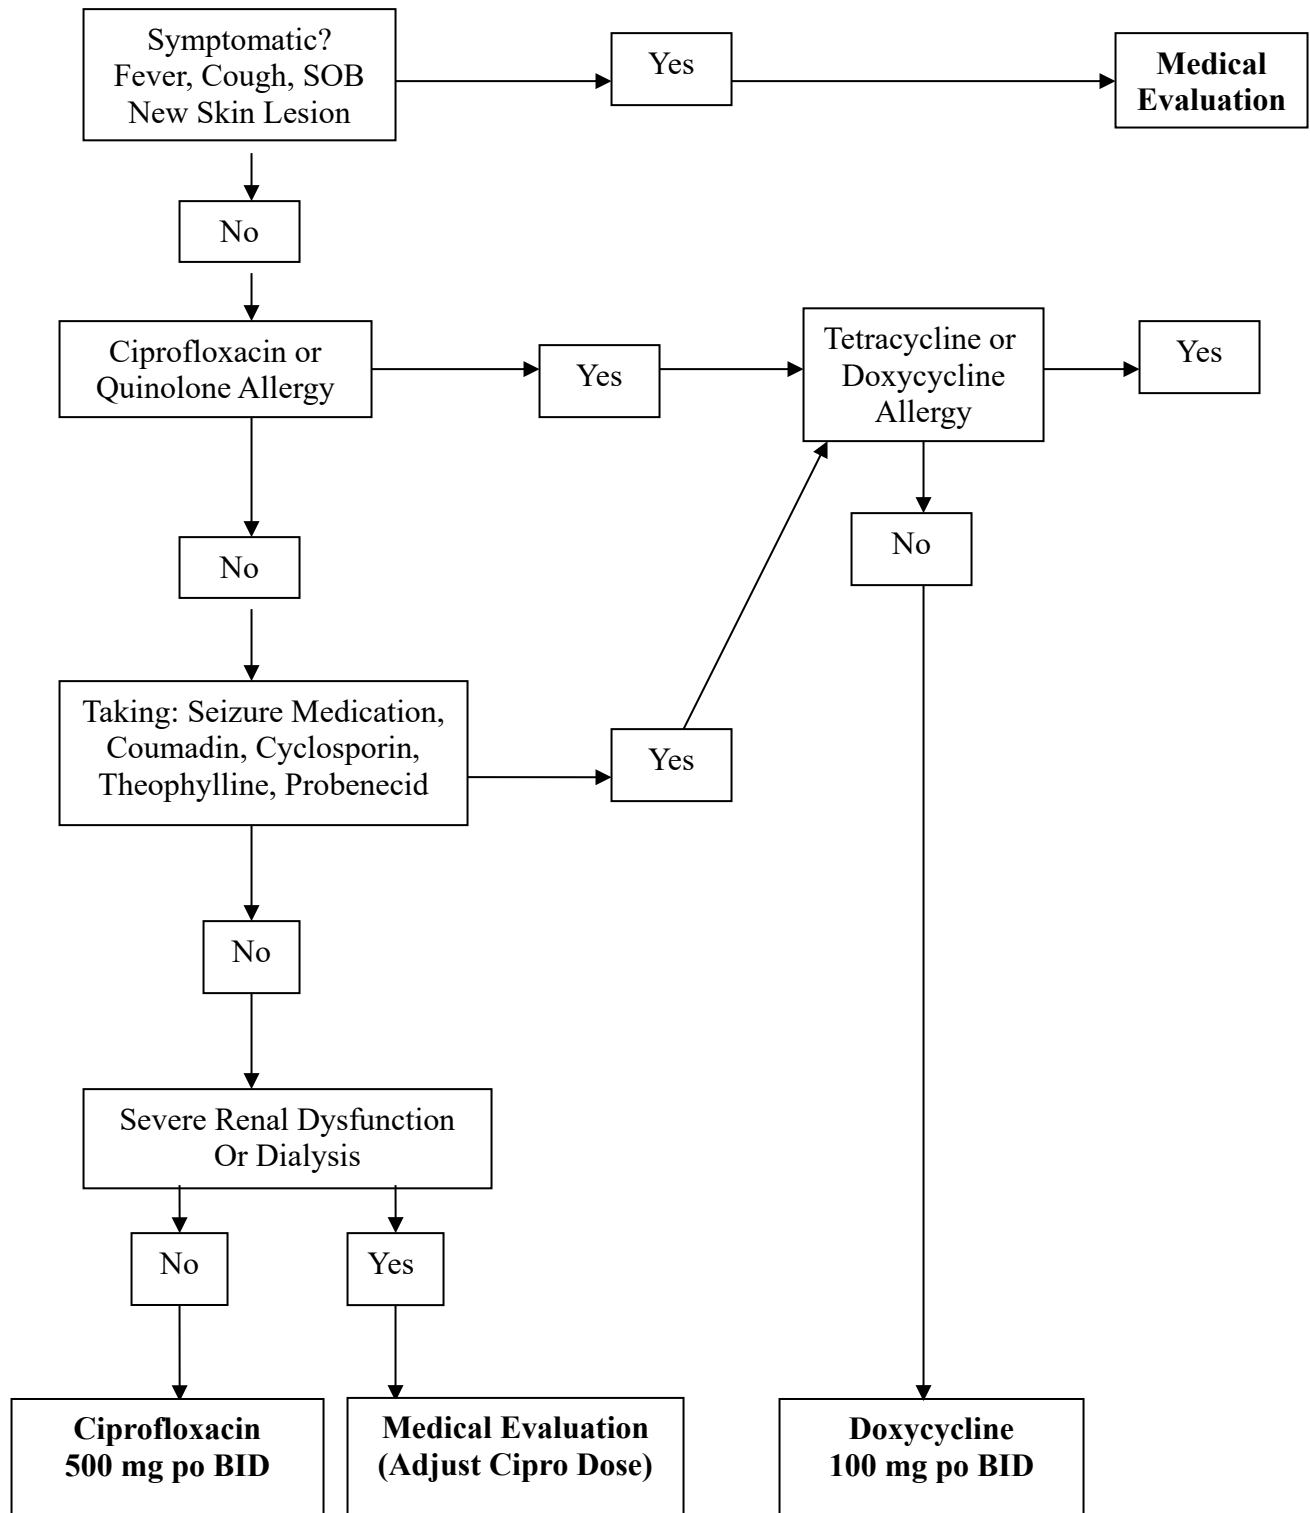 Symptomatic?
Fever, Cough, SOB
New Skin Lesion
Yes
Medical
Evaluation
No
Ciprofloxacin or
Quinolone Allergy
Yes
Tetracycline or
Doxycycline
Allergy
Yes
No
No
Taking: Seizure Medication,
Coumadin, Cyclosporin,
Theophylline, Probenecid
Yes
No
Severe Renal Dysfunction
Or Dialysis
No
Yes
Ciprofloxacin
500 mg po BID
Medical Evaluation
(Adjust Cipro Dose)
Doxycycline
100 mg po BID